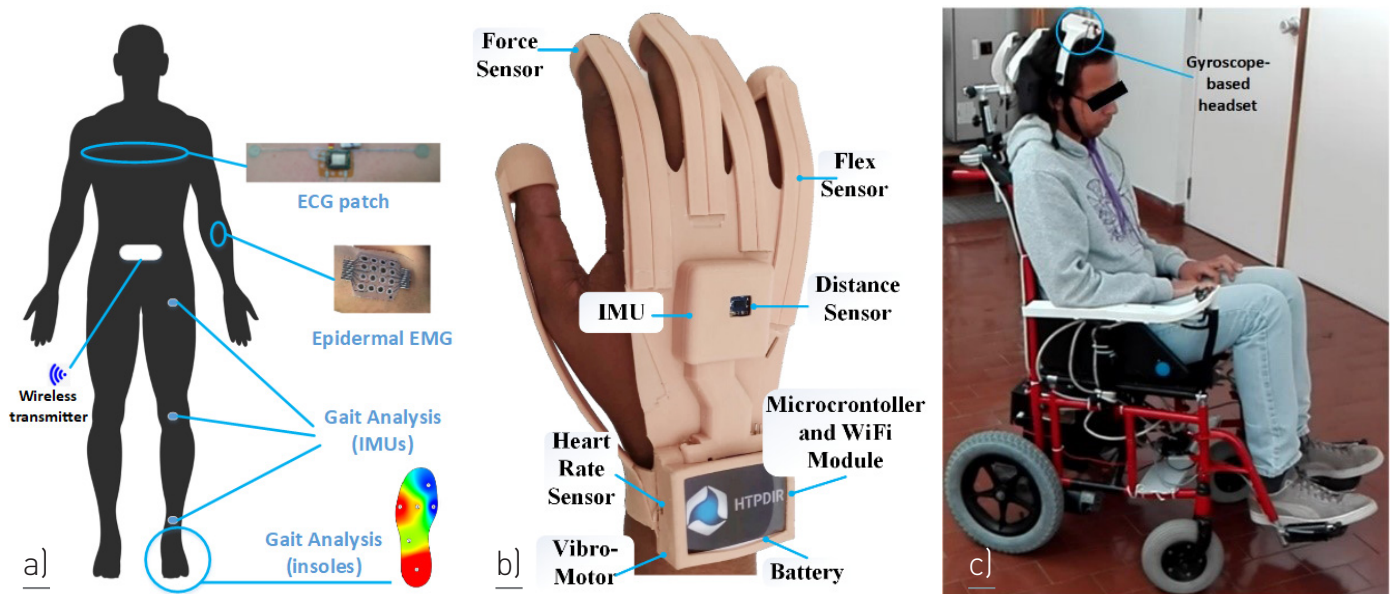 ECG patch
Epidermal EMG
Wireless
transmitter
Gait Analysis
(IMUs)
Gait Analysis
(insoles)
a)
Force
Sensor
Flex
Sensor
IMU
Distance
Sensor
Microcrontoller
and WiFi
Module
Heart
Rate
Sensor
HTPDIR
Vibro-
Motor
Battery
b)
Gyroscope-
based
headset
c)